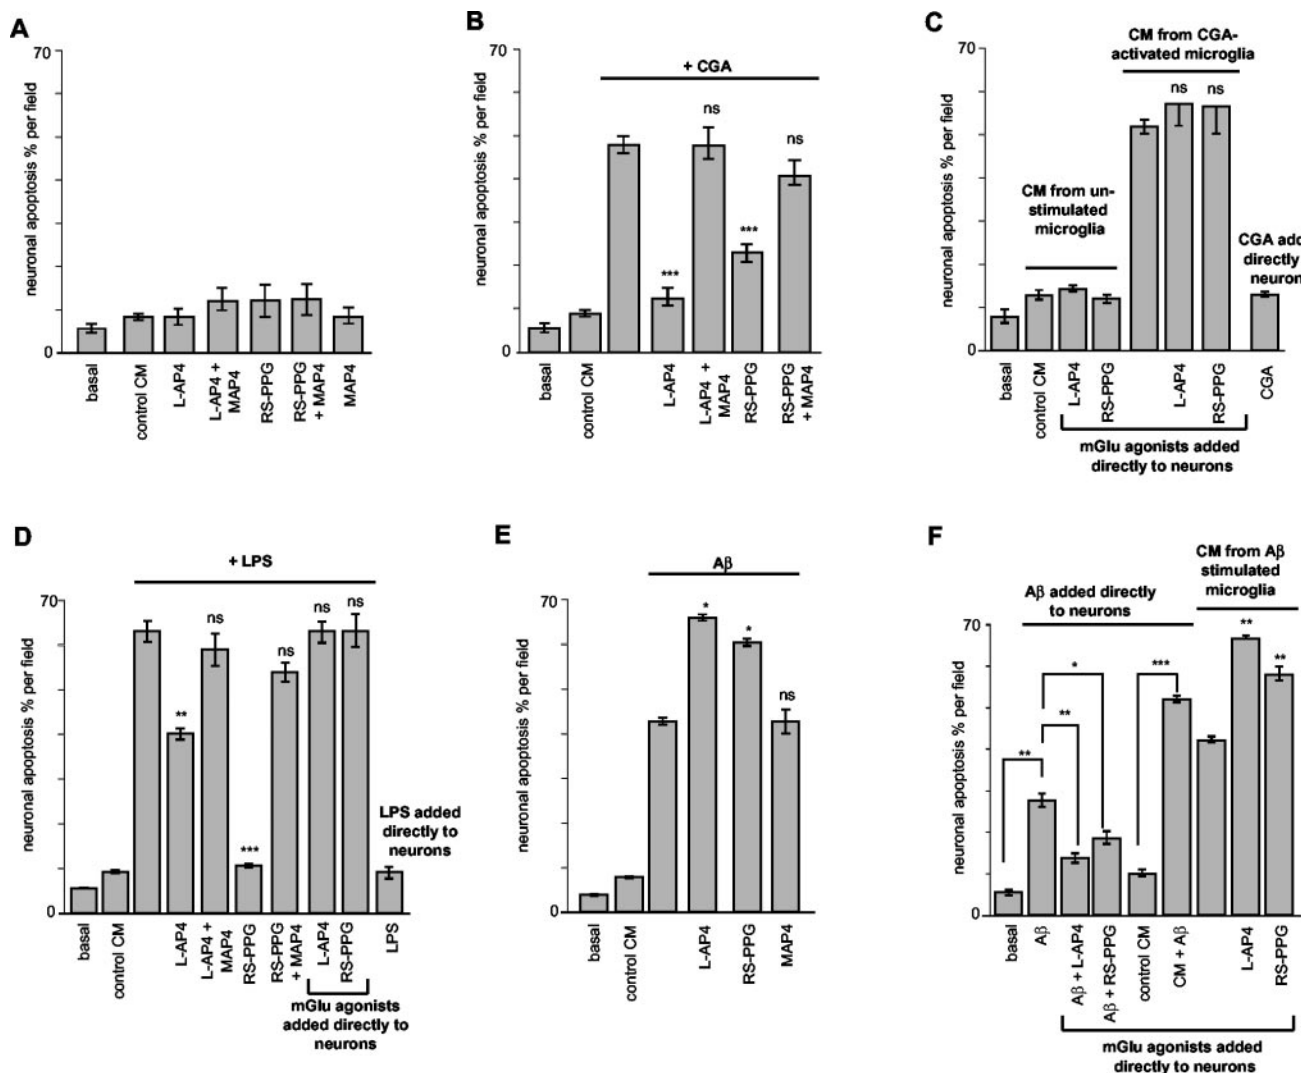 A
70
neuronal apoptosis % per field
0
basal
control CM
L-AP4
L-AP4 +
MAP4
RS-PPG
RS-PPG
+ MAP4
MAP4
B
70
+ CGA
neuronal apoptosis % per field
ns
ns
***
***
0
basal
control CM
L-AP4
L-AP4 +
MAP4
RS-PPG
RS-PPG
+ MAP4
C
CM from CGA-
activated microglia
70
neuronal apoptosis % per field
ns
ns
CM from un-
stimulated
microglia
CGA add
directly
neuron
0
basal
control CM
L-AP4
RS-PPG
L-AP4
RS-PPG
CGA
mGlu agonists added
directly to neurons
D
+ LPS
70
neuronal apoptosis % per field
ns
ns
ns
ns
**
***
LPS added
directly to
neurons
0
basal
control CM
L-AP4
L-AP4 +
MAP4
RS-PPG
RS-PPG
+ MAP4
L-AP4
RS-PPG
LPS
mGlu agonists
added directly to
neurons
E
Aβ
70
neuronal apoptosis % per field
*
*
ns
0
basal
control CM
L-AP4
RS-PPG
MAP4
F
CM from Aβ
stimulated
microglia
Aβ added directly
to neurons
70
neuronal apoptosis % per field
**
**
*
***
**
**
0
basal
Aβ
Aβ + L-AP4
Aβ + RS-PPG
control CM
CM + Aβ
L-AP4
RS-PPG
mGlu agonists added
directly to neurons